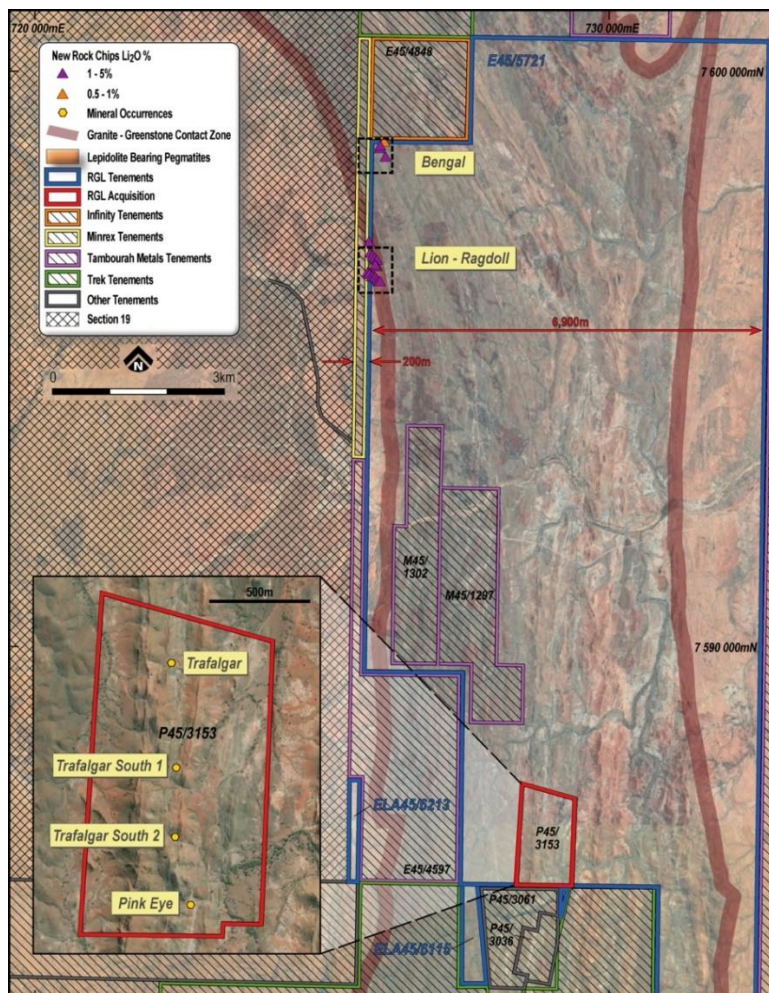 720 000mE
730 000mE
New Rock Chips Li2O %
1 - 5%
0.5 - 1%
Mineral Occurrences
Granite - Greenstone Contact Zone
Lepidolite Bearing Pegmatites
RGL Tenements
RGL Acquisition
Infinity Tenements
Minrex Tenements
Tambourah Metals Tenements
Trek Tenements
Other Tenements
Section 19
N
0
3km
E45/4848
E45/5721
7 600 000mN
Bengal
Lion - Ragdoll
6,900m
200m
M45/
1302
M45/1297
7 590 000mN
500m
Trafalgar
P45/3153
Trafalgar South 1
Trafalgar South 2
Pink Eye
ELA45/6213
E45/4597
P45/
3153
P45/3061
P45/
3036
ELA45/6115